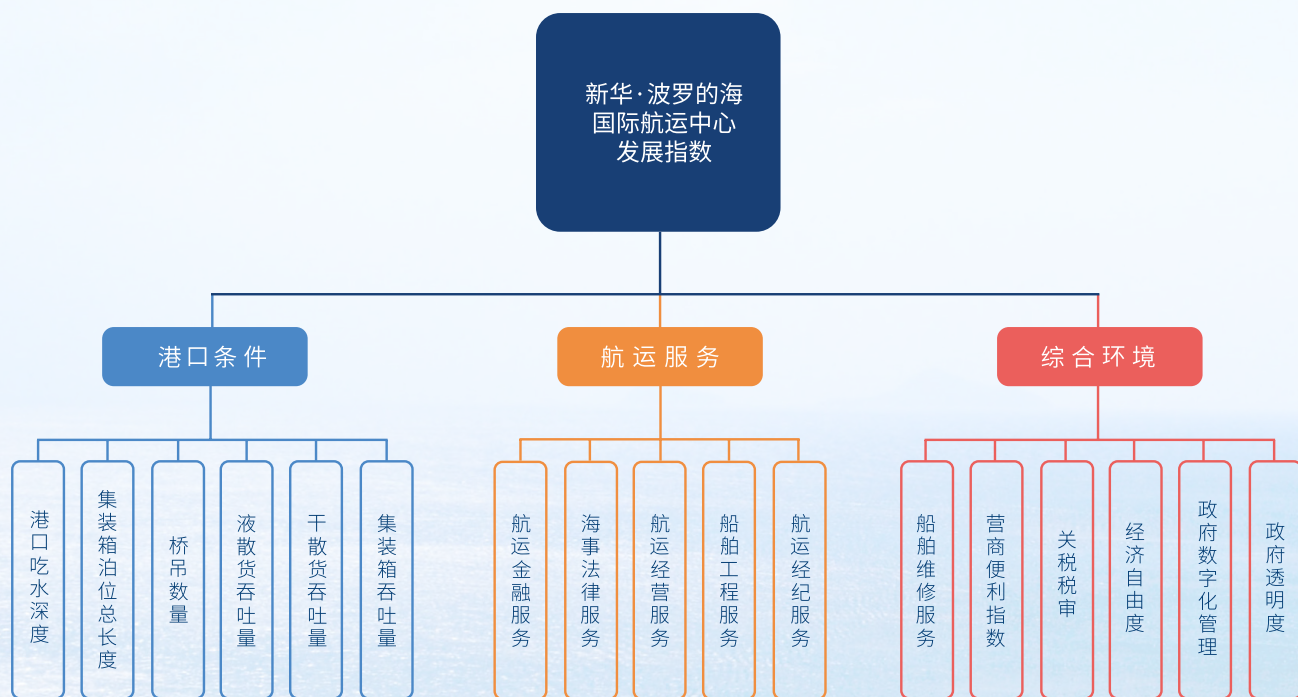 新华·波罗的海
国际航运中心
发展指数
港口条件
航运服务
综合环境
港口吃水深度
集装箱泊位总长度
桥吊数量
液散货吞吐量
干散货吞吐量
集装箱吞吐量
航运金融服务
海事法律服务
航运经营服务
船舶工程服务
航运经纪服务
船舶维修服务
营商便利指数
关税税审
经济自由度
政府数字化管理
政府透明度